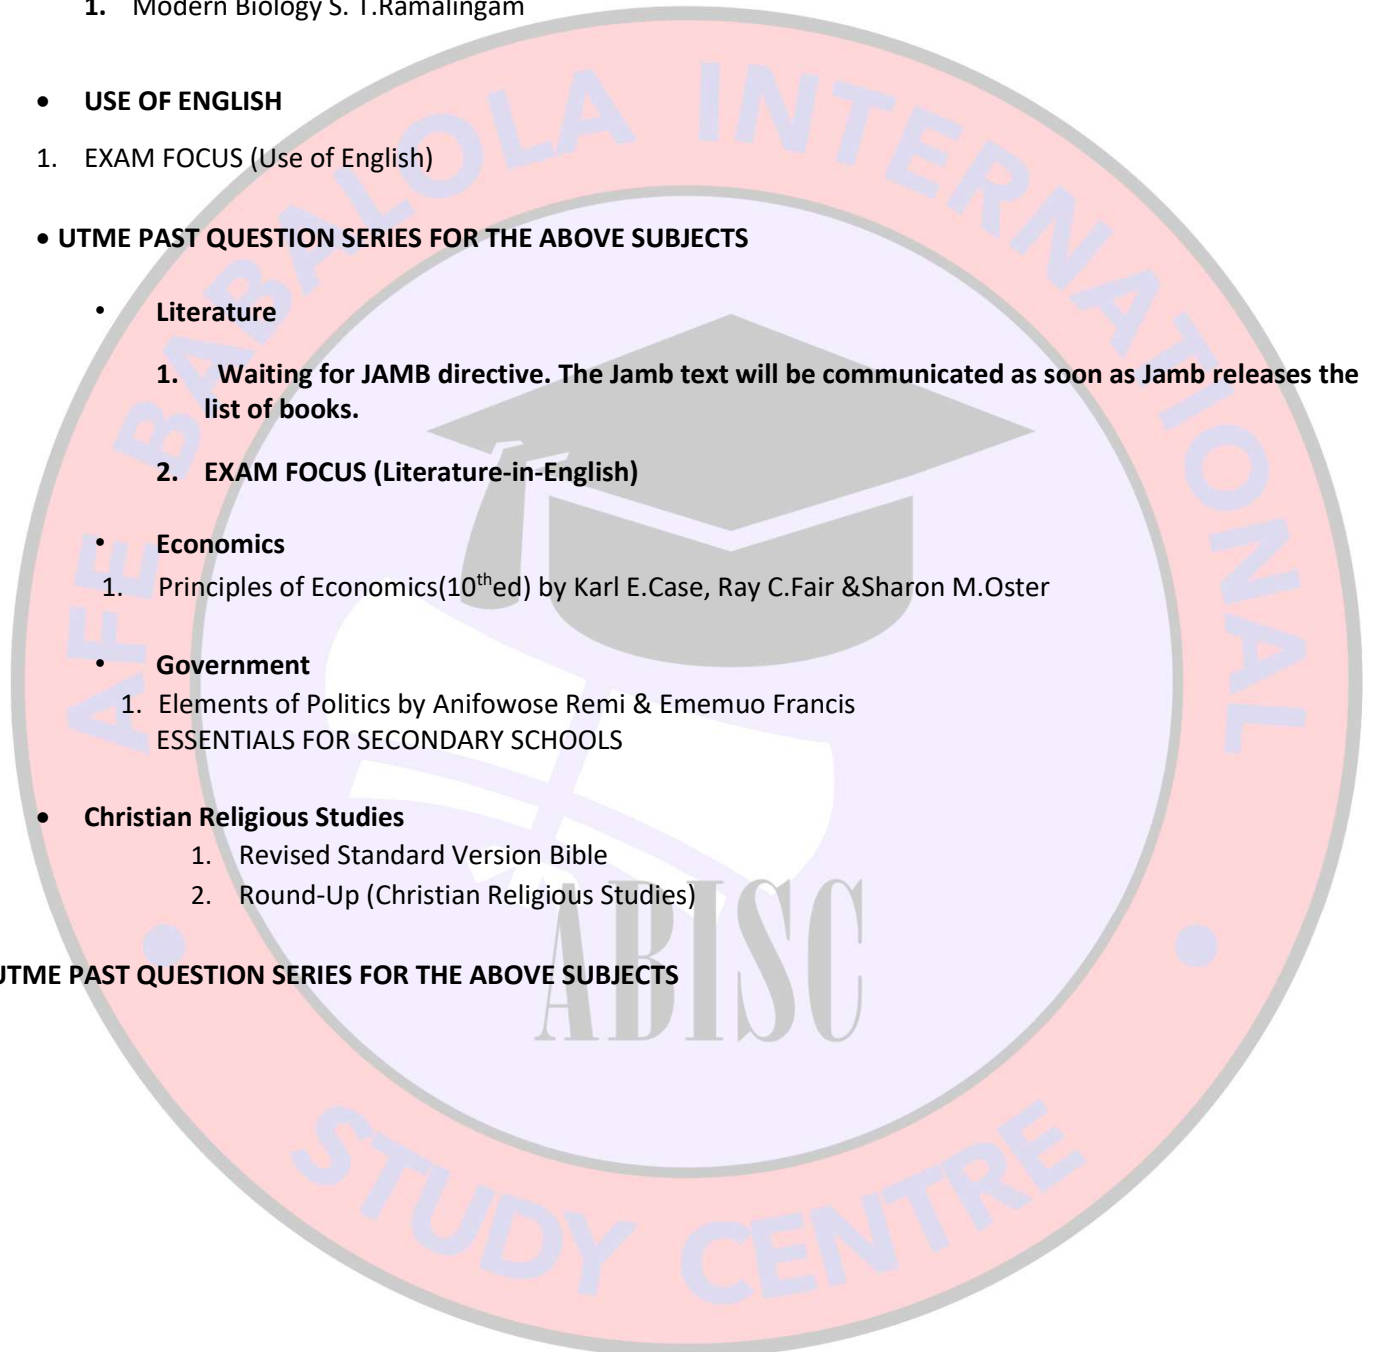 1. Modern Biology S. T.Ramalingam
• USE OF ENGLISH
1. EXAM FOCUS (Use of English)
• UTME PAST QUESTION SERIES FOR THE ABOVE SUBJECTS
• Literature
1. Waiting for JAMB directive. The Jamb text will be communicated as soon as Jamb releases the
list of books.
2. EXAM FOCUS (Literature-in-English)
• Economics
1. Principles of Economics(10thed) by Karl E.Case, Ray C.Fair &Sharon M.Oster
• Government
1. Elements of Politics by Anifowose Remi & Ememuo Francis
ESSENTIALS FOR SECONDARY SCHOOLS
• Christian Religious Studies
1. Revised Standard Version Bible
2. Round-Up (Christian Religious Studies)
UTME PAST QUESTION SERIES FOR THE ABOVE SUBJECTS
AFE BABALOLA INTERNATIONAL
ABISC
STUDY CENTRE